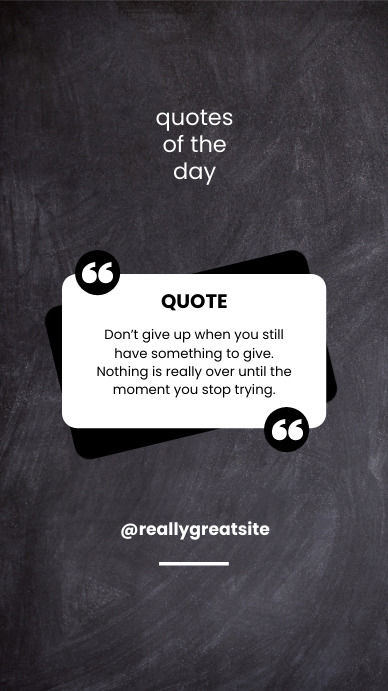 quotes
of the
day
❝
QUOTE
Don’t give up when you still
have something to give.
Nothing is really over until the
moment you stop trying.
❝
@reallygreatsite